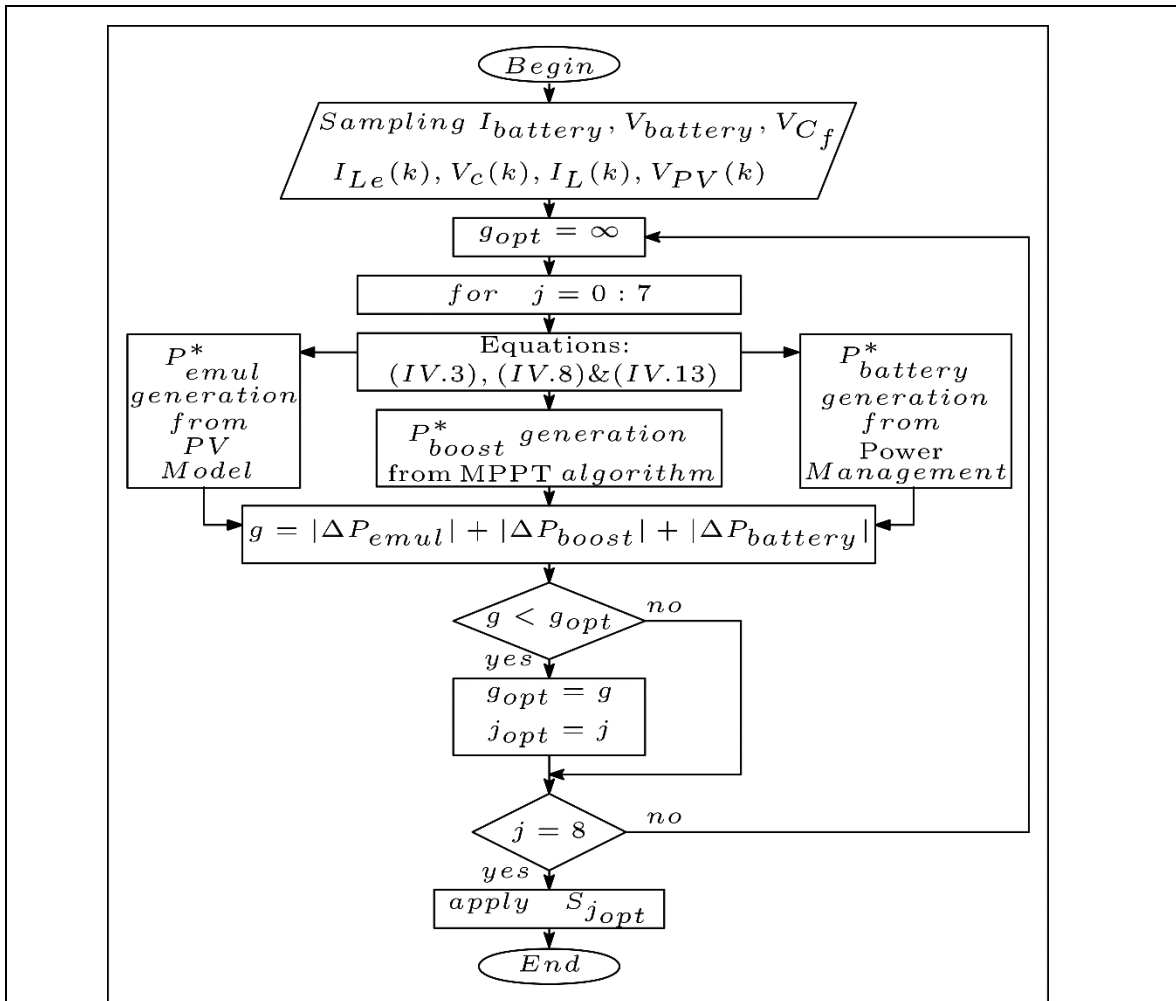 Begin
Sampling I_battery, V_battery, V_C_f
I_Le(k), V_c(k), I_L(k), V_PV(k)
g_opt = ∞
for j = 0 : 7
Equations:
(IV.3), (IV.8)&(IV.13)
P*_emul
generation
from
PV
Model
P*_boost generation
from MPPT algorithm
P*_battery
generation
from
Power
Management
g = |ΔP_emul| + |ΔP_boost| + |ΔP_battery|
g < g_opt
no
yes
g_opt = g
j_opt = j
j = 8
no
yes
apply S_j_opt
End